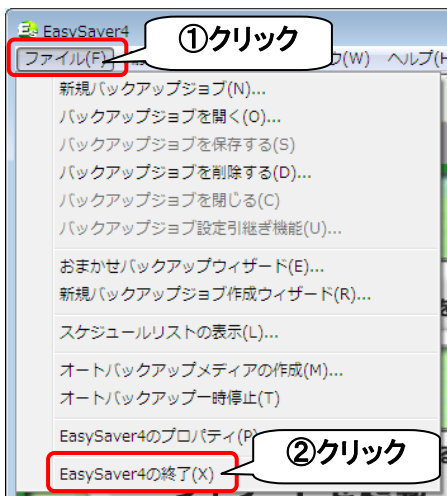 EasySaver4
①クリック
ファイル(F) ウ(W) ヘルプ(H
新規バックアップジョブ(N)...
バックアップジョブを開く(O)...
バックアップジョブを保存する(S)
バックアップジョブを削除する(D)...
バックアップジョブを閉じる(C)
バックアップジョブ設定引継ぎ機能(U)...
おまかせバックアップウィザード(E)...
新規バックアップジョブ作成ウィザード(R)...
スケジュールリストの表示(L)...
オートバックアップメディアの作成(M)...
オートバックアップ一時停止(T)
EasySaver4のプロパティ(P)
②クリック
EasySaver4の終了(X)